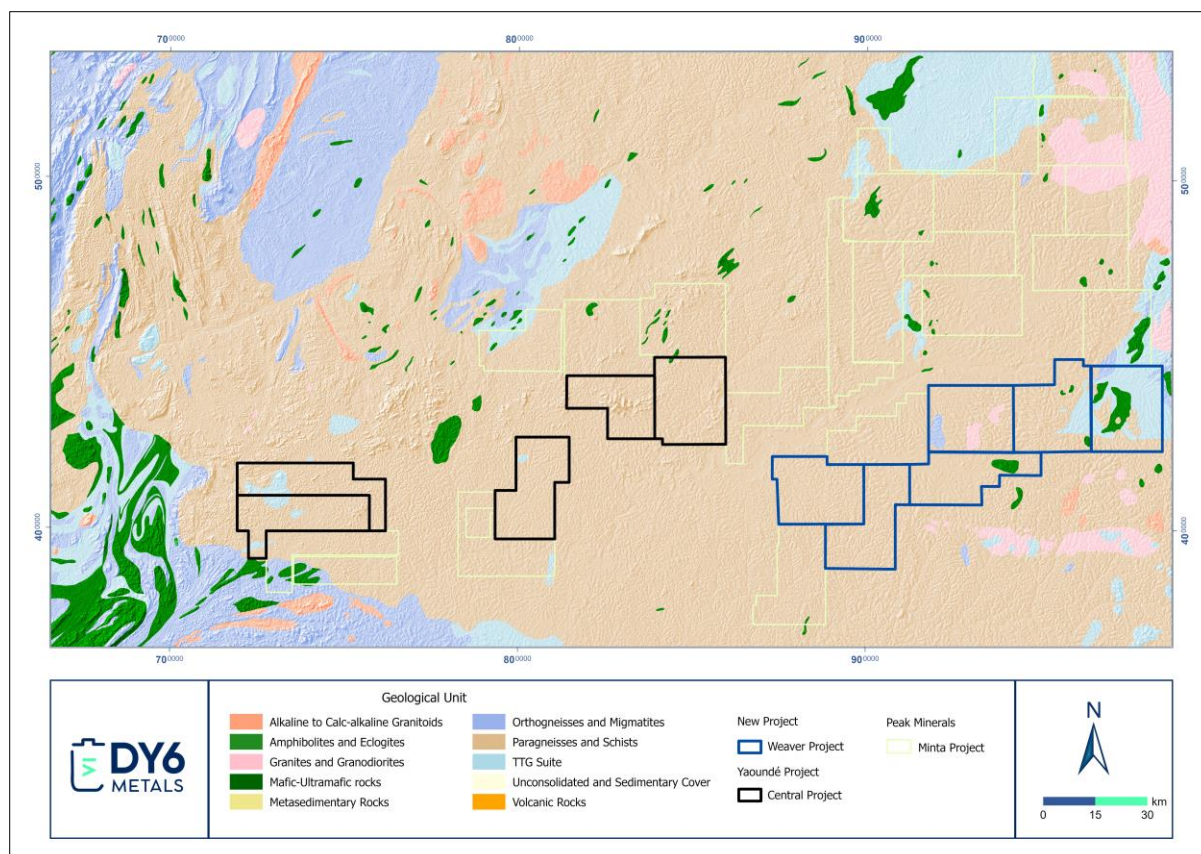 70⁰⁰⁰⁰
80⁰⁰⁰⁰
90⁰⁰⁰⁰
50⁰⁰⁰⁰
50⁰⁰⁰⁰
40⁰⁰⁰⁰
40⁰⁰⁰⁰
70⁰⁰⁰⁰
80⁰⁰⁰⁰
90⁰⁰⁰⁰
DY6
METALS
Geological Unit
Alkaline to Calc-alkaline Granitoids
Amphibolites and Eclogites
Granites and Granodiorites
Mafic-Ultramafic rocks
Metasedimentary Rocks
Orthogneisses and Migmatites
Paragneisses and Schists
TTG Suite
Unconsolidated and Sedimentary Cover
Volcanic Rocks
New Project
Weaver Project
Yaoundé Project
Central Project
Peak Minerals
Minta Project
N
km
0 15 30